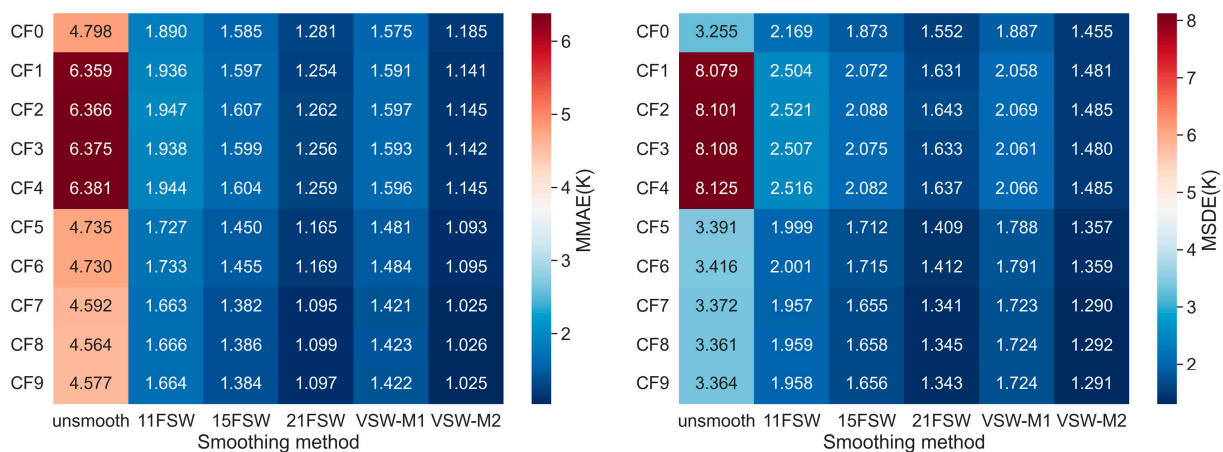 CF0 4.798 1.890 1.585 1.281 1.575 1.185
CF1 6.359 1.936 1.597 1.254 1.591 1.141
CF2 6.366 1.947 1.607 1.262 1.597 1.145
CF3 6.375 1.938 1.599 1.256 1.593 1.142
CF4 6.381 1.944 1.604 1.259 1.596 1.145
CF5 4.735 1.727 1.450 1.165 1.481 1.093
CF6 4.730 1.733 1.455 1.169 1.484 1.095
CF7 4.592 1.663 1.382 1.095 1.421 1.025
CF8 4.564 1.666 1.386 1.099 1.423 1.026
CF9 4.577 1.664 1.384 1.097 1.422 1.025
unsmooth 11FSW 15FSW 21FSW VSW-M1 VSW-M2
Smoothing method
6
5
4
3
2
MMAE(K)
CF0 3.255 2.169 1.873 1.552 1.887 1.455
CF1 8.079 2.504 2.072 1.631 2.058 1.481
CF2 8.101 2.521 2.088 1.643 2.069 1.485
CF3 8.108 2.507 2.075 1.633 2.061 1.480
CF4 8.125 2.516 2.082 1.637 2.066 1.485
CF5 3.391 1.999 1.712 1.409 1.788 1.357
CF6 3.416 2.001 1.715 1.412 1.791 1.359
CF7 3.372 1.957 1.655 1.341 1.723 1.290
CF8 3.361 1.959 1.658 1.345 1.724 1.292
CF9 3.364 1.958 1.656 1.343 1.724 1.291
unsmooth 11FSW 15FSW 21FSW VSW-M1 VSW-M2
Smoothing method
8
7
6
5
4
3
2
MSDE(K)